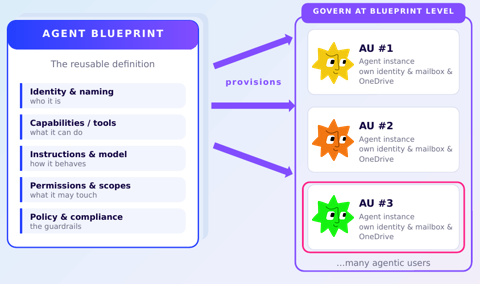 AGENT BLUEPRINT
The reusable definition
Identity & naming
who it is
Capabilities / tools
what it can do
Instructions & model
how it behaves
Permissions & scopes
what it may touch
Policy & compliance
the guardrails
provisions
GOVERN AT BLUEPRINT LEVEL
AU #1
Agent instance
own identity & mailbox &
OneDrive
AU #2
Agent instance
own identity & mailbox &
OneDrive
AU #3
Agent instance
own identity & mailbox &
OneDrive
...many agentic users